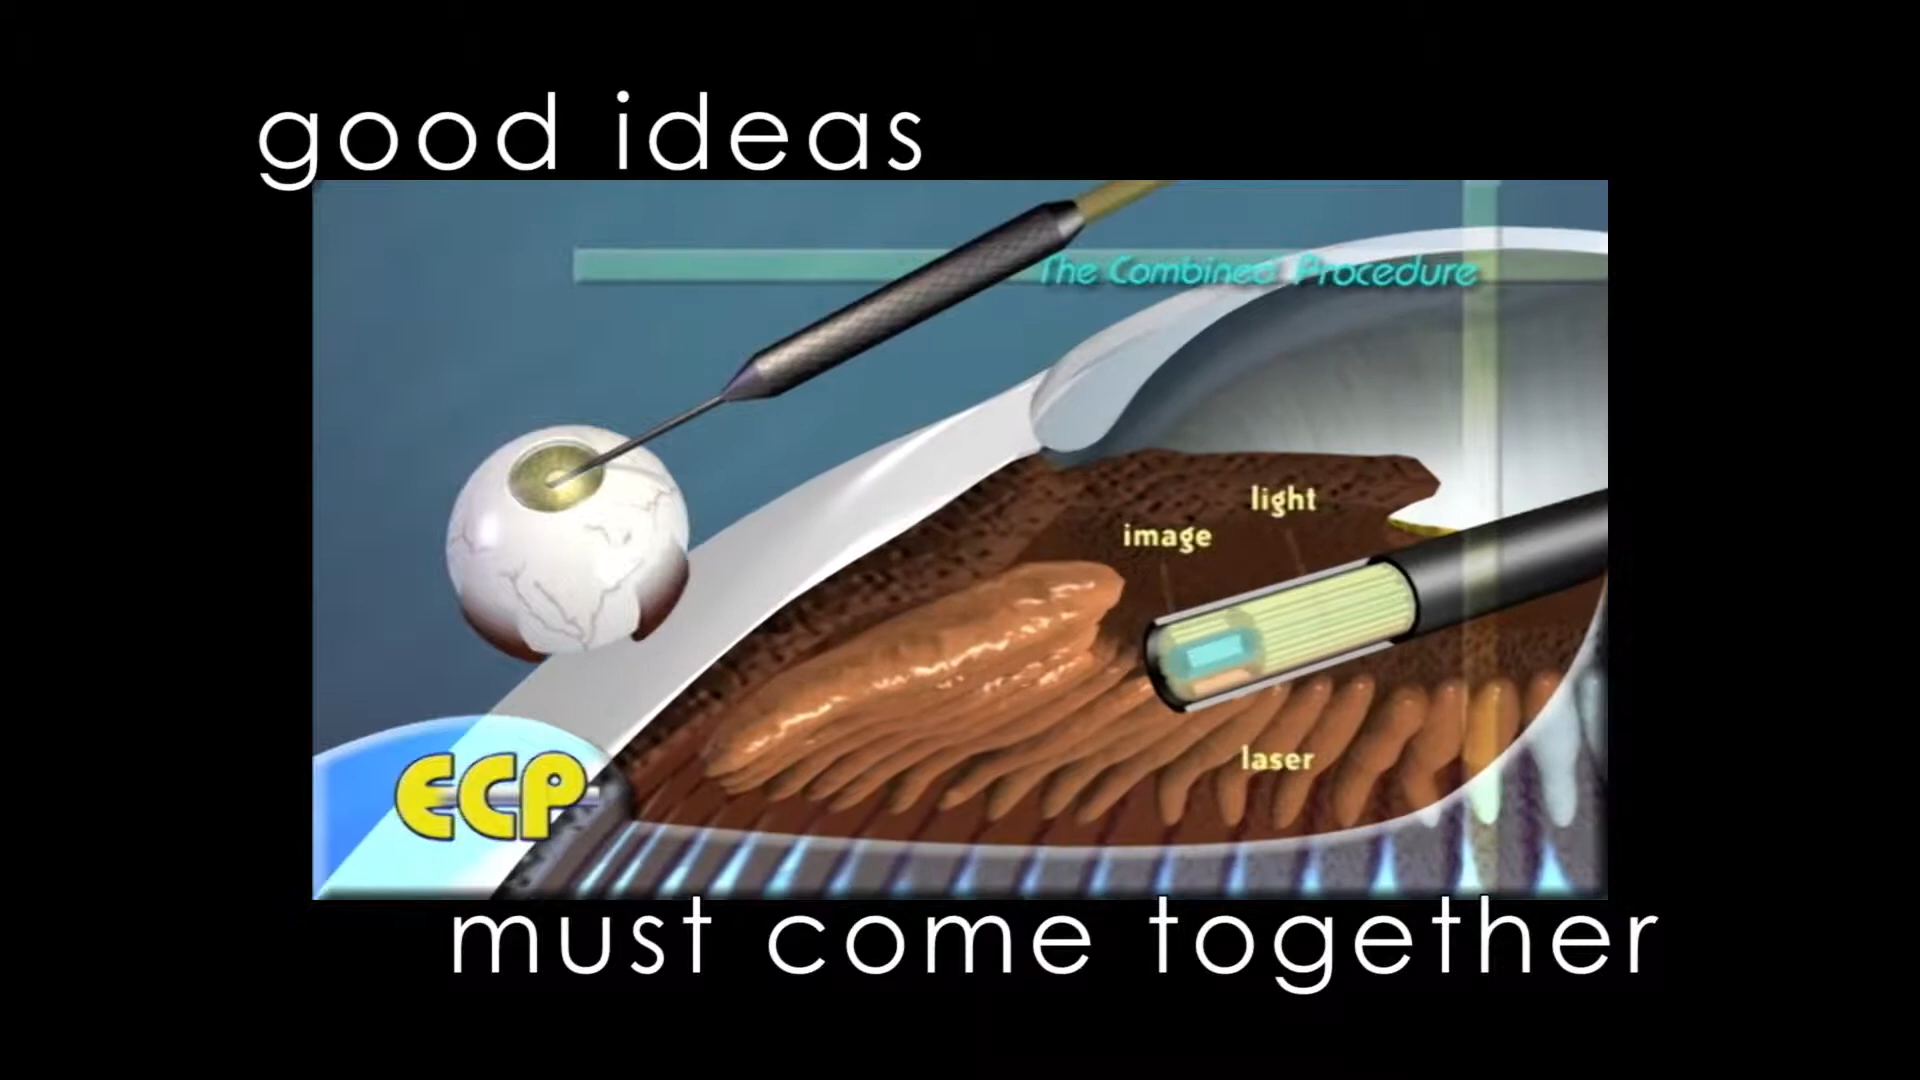 good ideas
The Combined Procedure
light
image
laser
ECP
must come together